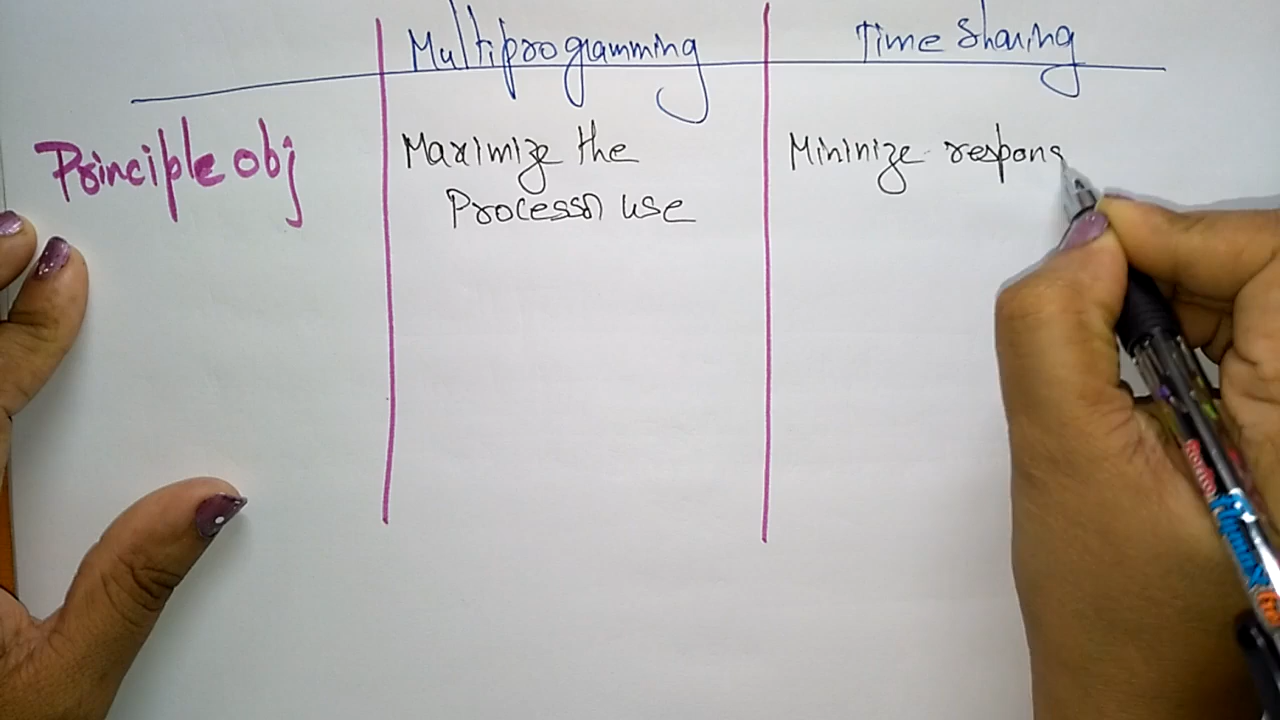 Multiprogramming Time Sharing
Principle obj Maximize the Minimize respons
Processor use